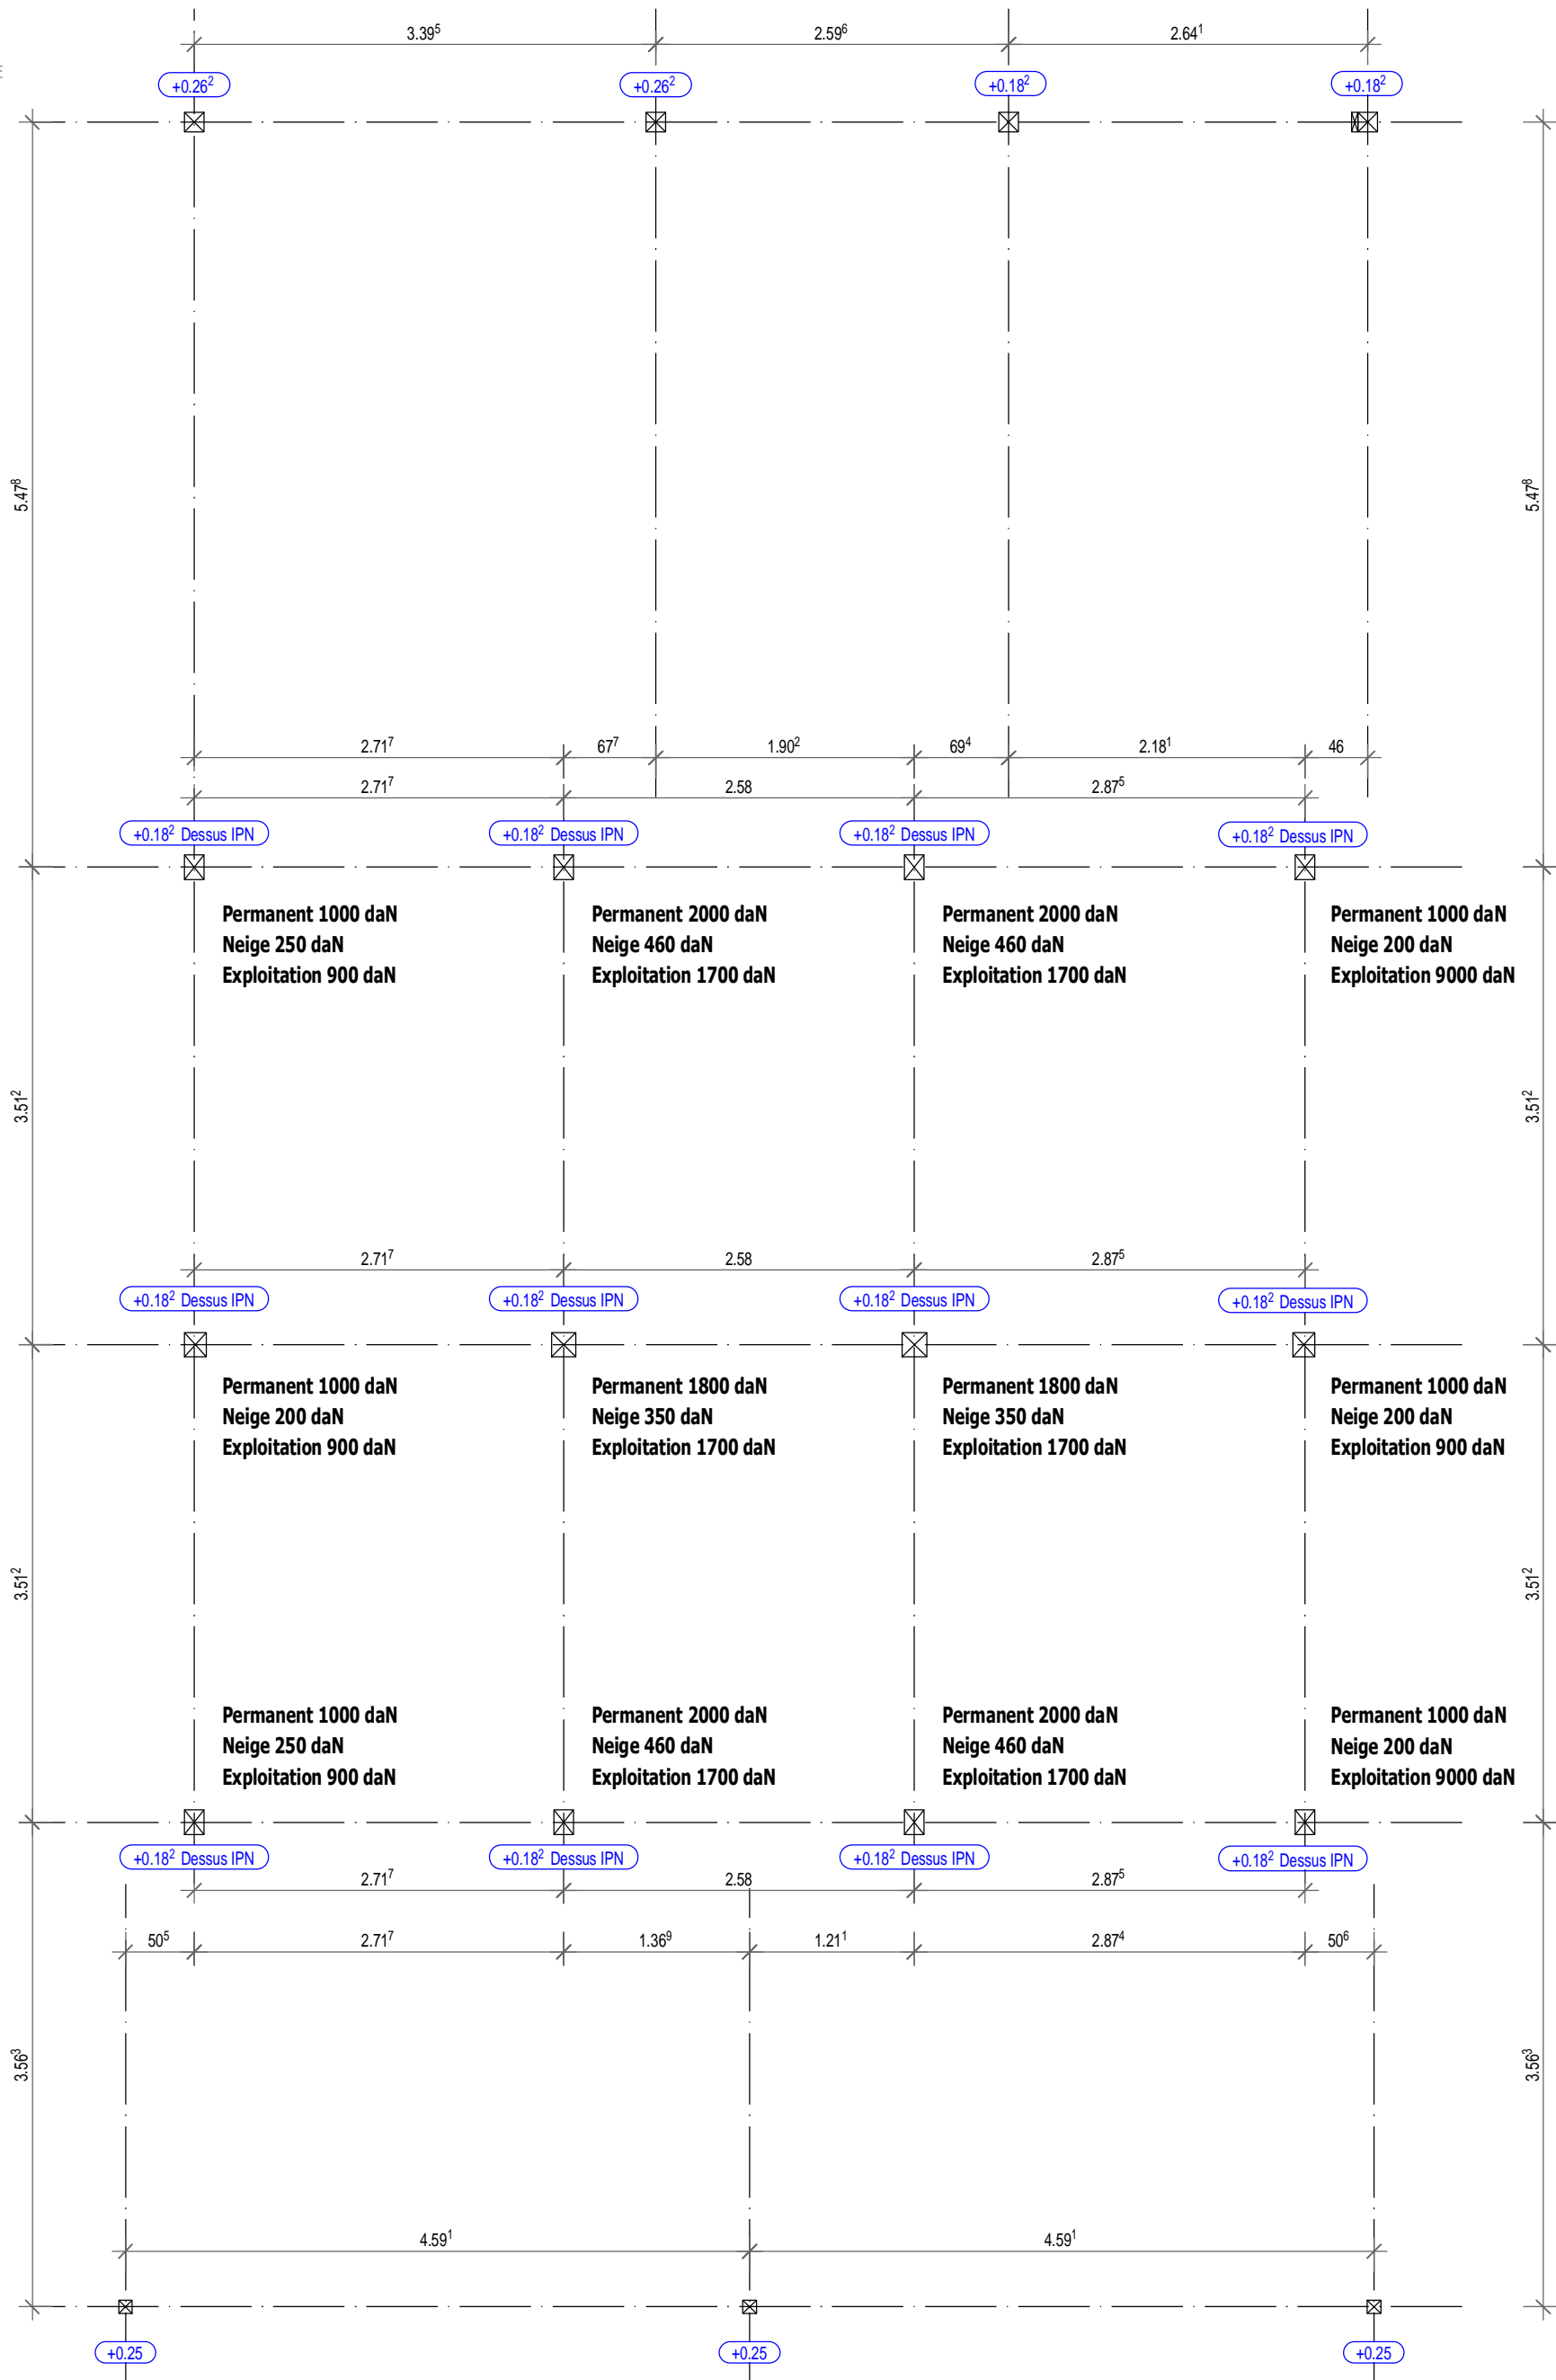 3.39⁵ 2.59⁶ 2.64¹
+0.26² +0.26² +0.18² +0.18²
5.47⁸ 5.47⁸
2.71⁷ 67⁷ 1.90² 69⁴ 2.18¹ 46
2.71⁷ 2.58 2.87⁵
+0.18² Dessus IPN +0.18² Dessus IPN +0.18² Dessus IPN +0.18² Dessus IPN
Permanent 1000 daN Permanent 2000 daN Permanent 2000 daN Permanent 1000 daN
Neige 250 daN Neige 460 daN Neige 460 daN Neige 200 daN
Exploitation 900 daN Exploitation 1700 daN Exploitation 1700 daN Exploitation 9000 daN
3.51² 3.51²
2.71⁷ 2.58 2.87⁵
+0.18² Dessus IPN +0.18² Dessus IPN +0.18² Dessus IPN +0.18² Dessus IPN
Permanent 1000 daN Permanent 1800 daN Permanent 1800 daN Permanent 1000 daN
Neige 200 daN Neige 350 daN Neige 350 daN Neige 200 daN
Exploitation 900 daN Exploitation 1700 daN Exploitation 1700 daN Exploitation 900 daN
3.51² 3.51²
Permanent 1000 daN Permanent 2000 daN Permanent 2000 daN Permanent 1000 daN
Neige 250 daN Neige 460 daN Neige 460 daN Neige 200 daN
Exploitation 900 daN Exploitation 1700 daN Exploitation 1700 daN Exploitation 9000 daN
+0.18² Dessus IPN +0.18² Dessus IPN +0.18² Dessus IPN +0.18² Dessus IPN
2.71⁷ 2.58 2.87⁵
50⁵ 2.71⁷ 1.36⁹ 1.21¹ 2.87⁴ 50⁶
3.56³ 3.56³
4.59¹ 4.59¹
+0.25 +0.25 +0.25